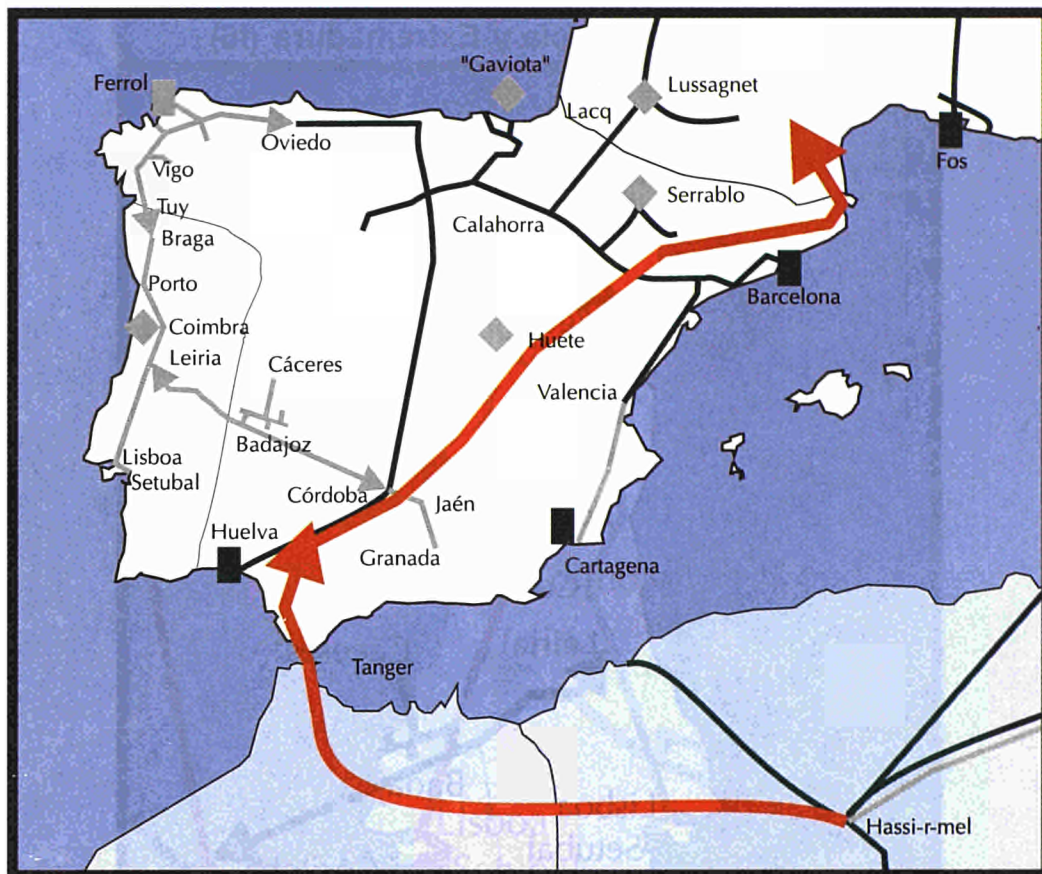 Ferrol
"Gaviota"
Lussagnet
Lacq
Oviedo
Fos
Vigo
Serrablo
Tuy
Calahorra
Braga
Porto
Barcelona
Coimbra
Huete
Leiria
Cáceres
Valencia
Badajoz
Lisboa
Setubal
Córdoba
Jaén
Huelva
Granada
Cartagena
Tanger
Hassi-r-mel